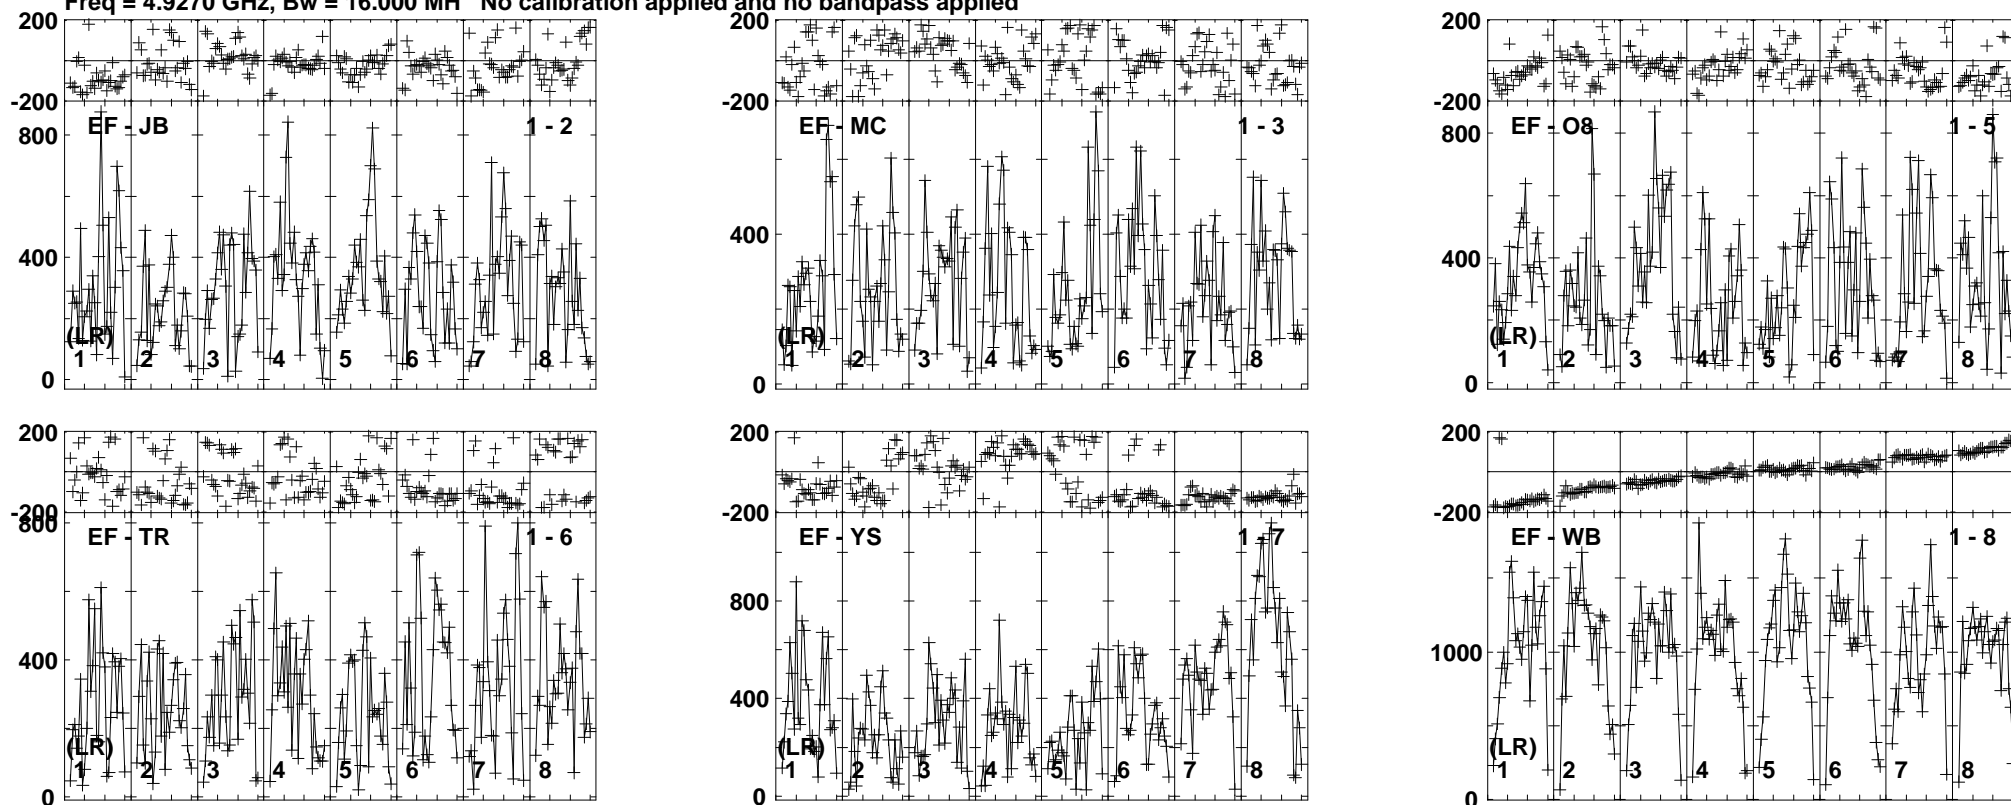 Freq = 4.9270 GHz, Bw = 16.000 MH No calibration applied and no bandpass applied
200 200 200
-200 -200 -200
800 EF - JB 1 - 2 EF - MC 1 - 3 800 EF - O8 1 - 5
400 400 400
(LR) (LR) (LR)
1 2 3 4 5 6 7 8 1 2 3 4 5 6 7 8 1 2 3 4 5 6 7 8
0 0 0
200 200 200
-200 -200 -200
800 EF - TR 1 - 6 EF - YS 1 - 7 EF - WB 1 - 8
800
400 400 1000
(LR) (LR) (LR)
1 2 3 4 5 6 7 8 1 2 3 4 5 6 7 8 1 2 3 4 5 6 7 8
0 0 0